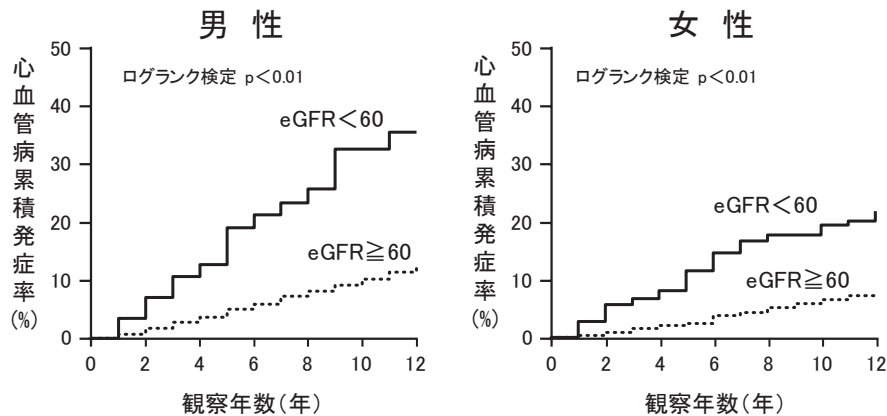 男 性
心血管病累積発症率(%)
50
40
30
20
10
0
ログランク検定 p<0.01
eGFR<60
eGFR≧60
0 2 4 6 8 10 12
観察年数(年)
女 性
心血管病累積発症率(%)
50
40
30
20
10
0
ログランク検定 p<0.01
eGFR<60
eGFR≧60
0 2 4 6 8 10 12
観察年数(年)